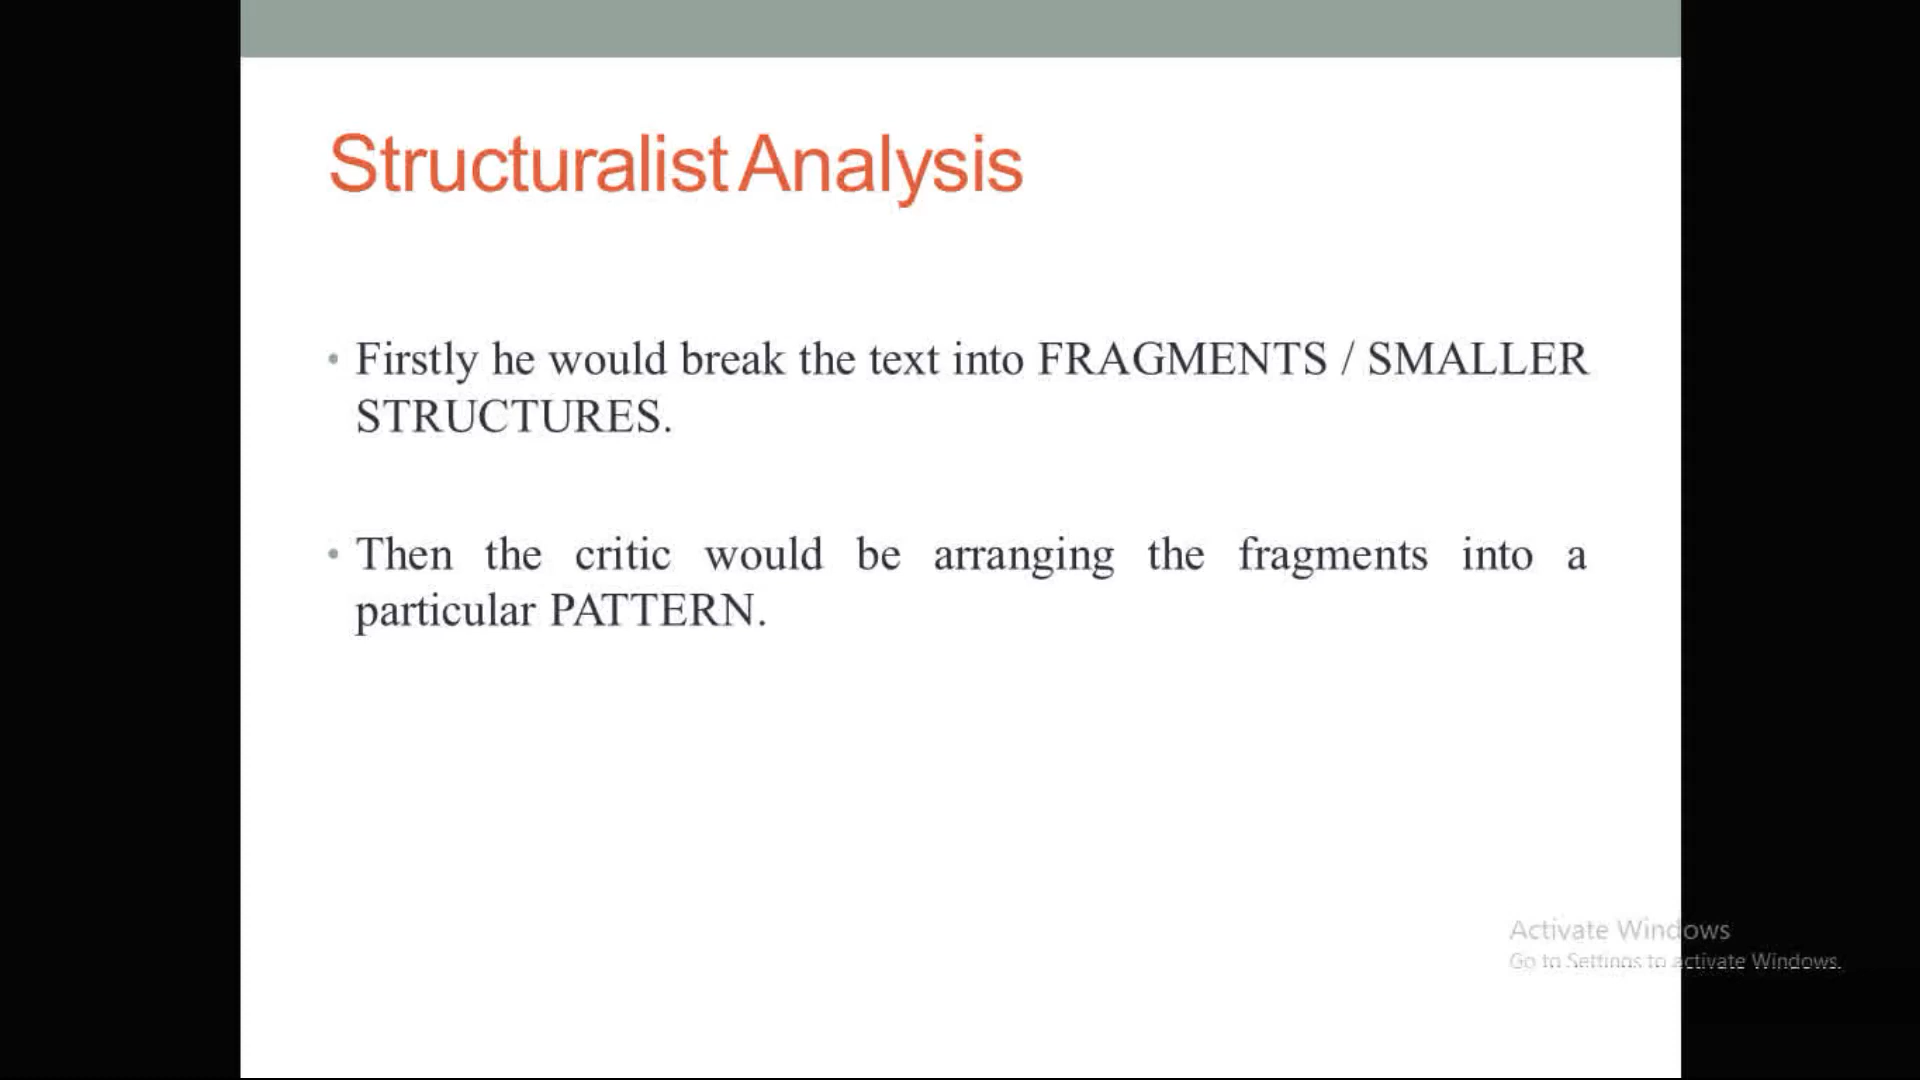 Structuralist Analysis
• Firstly he would break the text into FRAGMENTS / SMALLER
STRUCTURES.
• Then the critic would be arranging the fragments into a
particular PATTERN.
Activate Windows
Go to Settings to activate Windows.